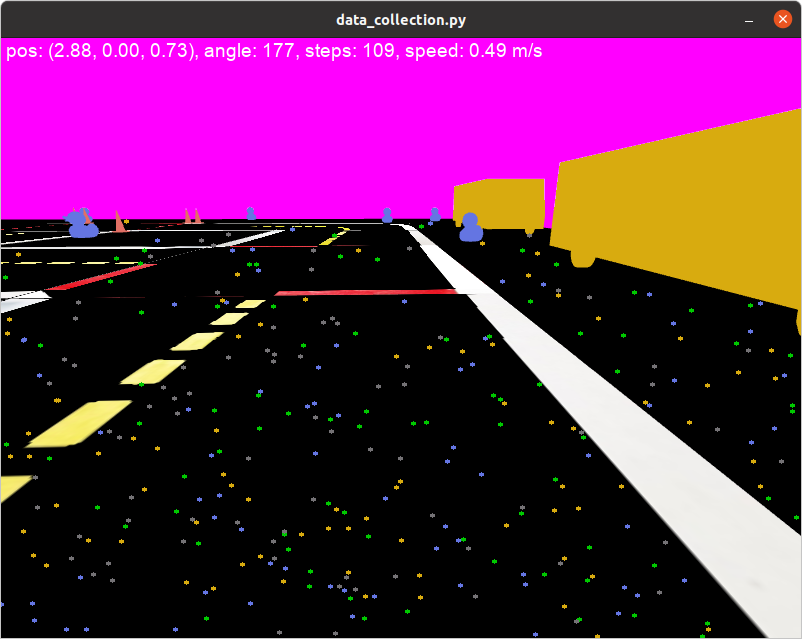 data_collection.py
pos: (2.88, 0.00, 0.73), angle: 177, steps: 109, speed: 0.49 m/s